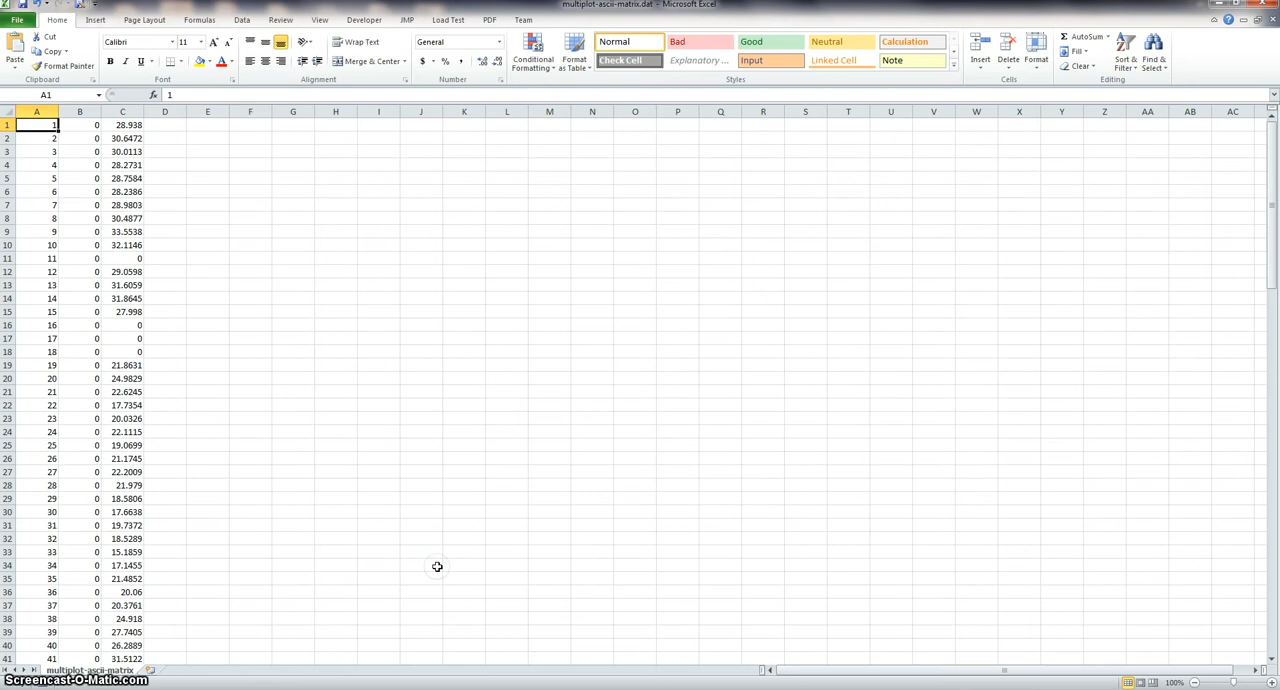 multiplot-ascii-matrix.dat - Microsoft Excel
File Home Insert Page Layout Formulas Data Review View Developer JMP Load Test PDF Team
Paste Cut Copy Format Painter Clipboard
Calibri 11 B I U Font
Wrap Text Merge & Center Alignment
General $ % , Number
Conditional Formatting Format as Table Normal Bad Good Neutral Calculation
Check Cell Explanatory ... Input Linked Cell Note Styles
Insert Delete Format Cells
AutoSum Fill Clear Sort & Filter Find & Select Editing
A1 fx 1
A B C D E F G H I J K L M N O P Q R S T U V W X Y Z AA AB AC
1 1 0 28.938
2 2 0 30.6472
3 3 0 30.0113
4 4 0 28.2731
5 5 0 28.7584
6 6 0 28.2386
7 7 0 28.9803
8 8 0 30.4877
9 9 0 33.5538
10 10 0 32.1146
11 11 0 0
12 12 0 29.0598
13 13 0 31.6059
14 14 0 31.8645
15 15 0 27.998
16 16 0 0
17 17 0 0
18 18 0 0
19 19 0 21.8631
20 20 0 24.9829
21 21 0 22.6245
22 22 0 17.7354
23 23 0 20.0326
24 24 0 22.1115
25 25 0 19.0699
26 26 0 21.1745
27 27 0 22.2009
28 28 0 21.979
29 29 0 18.5806
30 30 0 17.6638
31 31 0 19.7372
32 32 0 18.5289
33 33 0 15.1859
34 34 0 17.1455
35 35 0 21.4852
36 36 0 20.06
37 37 0 20.3761
38 38 0 24.918
39 39 0 27.7405
40 40 0 26.2889
41 41 0 31.5122
multiplot-ascii-matrix
Screencast-O-Matic.com
100%